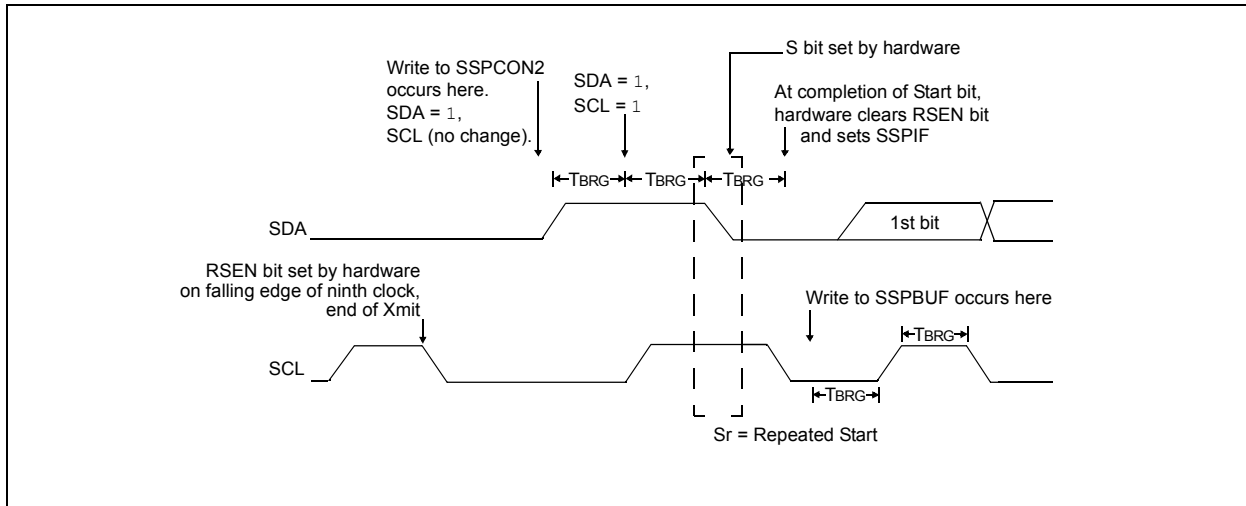 S bit set by hardware
Write to SSPCON2
occurs here.
SDA = 1,
SCL (no change).
SDA = 1,
SCL = 1
At completion of Start bit,
hardware clears RSEN bit
and sets SSPIF
TBRG
TBRG
TBRG
SDA
1st bit
RSEN bit set by hardware
on falling edge of ninth clock,
end of Xmit
Write to SSPBUF occurs here
TBRG
SCL
TBRG
Sr = Repeated Start